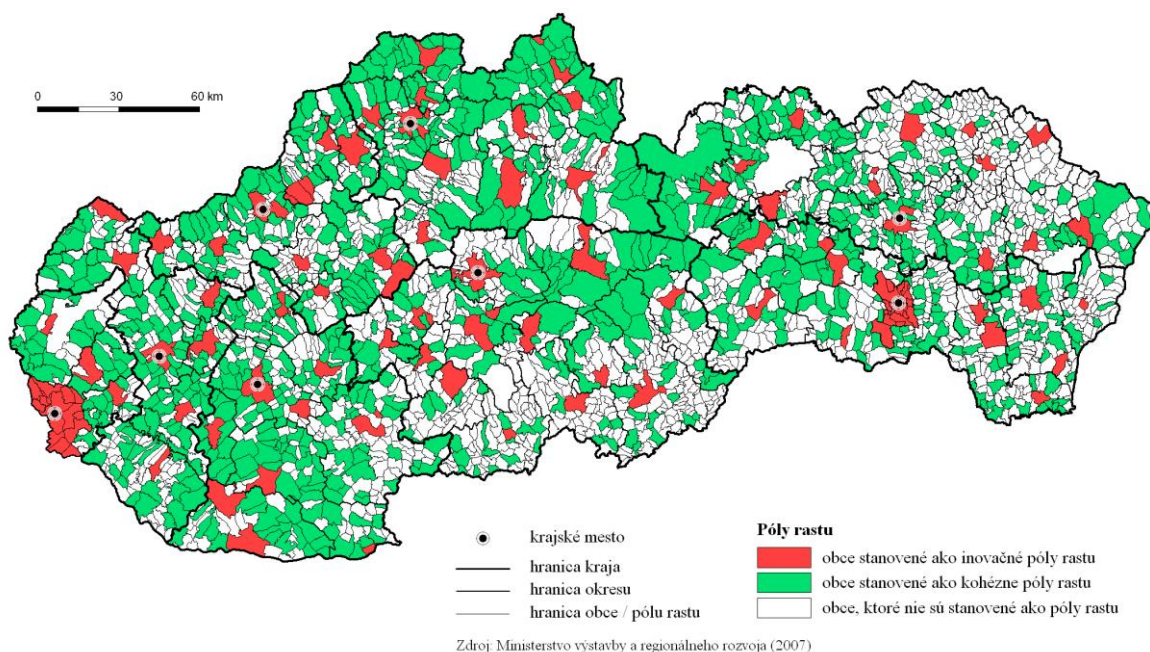 0 30 60 km
krajské mesto
hranica kraja
hranica okresu
hranica obce / pólu rastu
Póly rastu
obce stanovené ako inovačné póly rastu
obce stanovené ako kohézne póly rastu
obce, ktoré nie sú stanovené ako póly rastu
Zdroj: Ministerstvo výstavby a regionálneho rozvoja (2007)